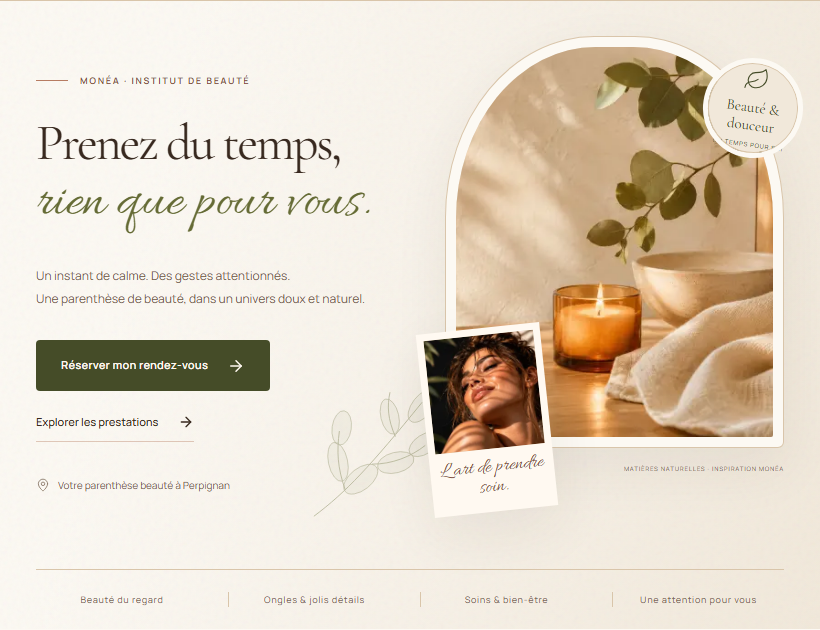 MONÉA · INSTITUT DE BEAUTÉ
Prenez du temps,
rien que pour vous.
Un instant de calme. Des gestes attentionnés.
Une parenthèse de beauté, dans un univers doux et naturel.
Réserver mon rendez-vous
Explorer les prestations
Votre parenthèse beauté à Perpignan
Beauté &
douceur
TEMPS POUR
L'art de prendre
soin.
MATIÈRES NATURELLES · INSPIRATION MONÉA
Beauté du regard
Ongles & jolis détails
Soins & bien-être
Une attention pour vous